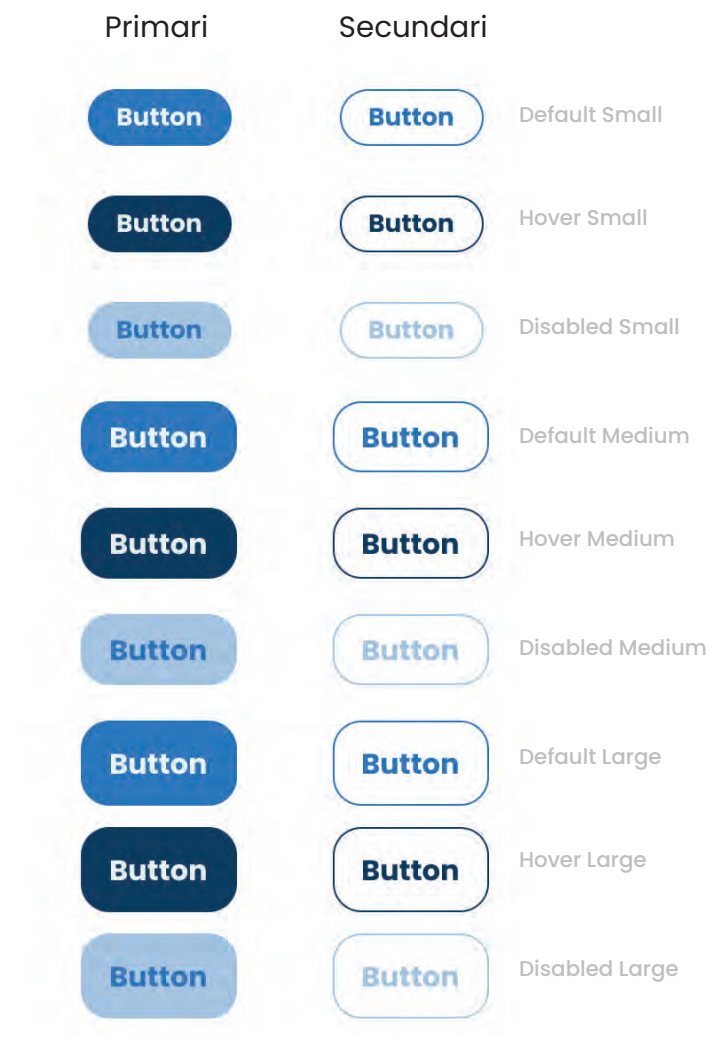 Primari Secundari
Button Button Default Small
Button Button Hover Small
Button Button Disabled Small
Button Button Default Medium
Button Button Hover Medium
Button Button Disabled Medium
Button Button Default Large
Button Button Hover Large
Button Button Disabled Large